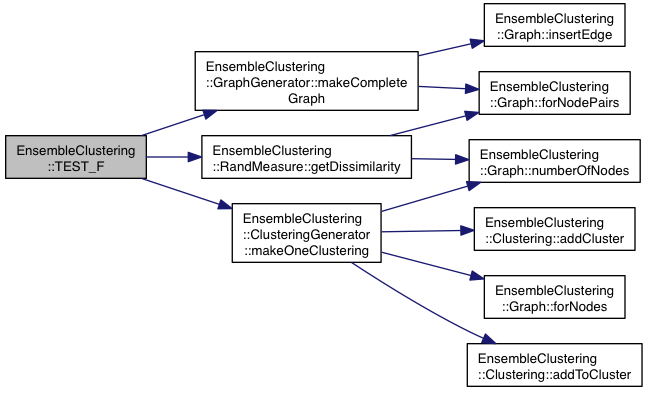 EnsembleClustering
::TEST_F
EnsembleClustering
::GraphGenerator::makeComplete
Graph
EnsembleClustering
::RandMeasure::getDissimilarity
EnsembleClustering
::ClusteringGenerator
::makeOneClustering
EnsembleClustering
::Graph::insertEdge
EnsembleClustering
::Graph::forNodePairs
EnsembleClustering
::Graph::numberOfNodes
EnsembleClustering
::Clustering::addCluster
EnsembleClustering
::Graph::forNodes
EnsembleClustering
::Clustering::addToCluster